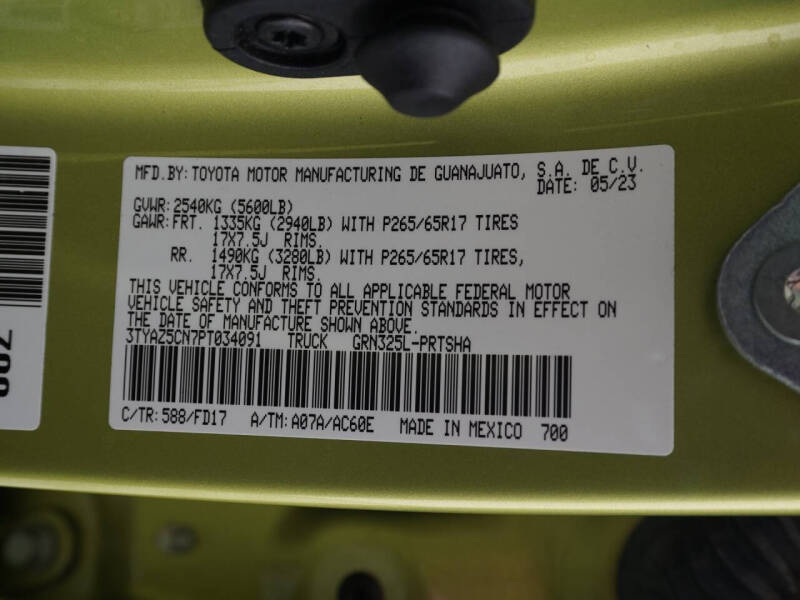 MFD.BY: TOYOTA MOTOR MANUFACTURING DE GUANAJUATO, S.A. DE C.V.
DATE: 05/23
GVWR: 2540KG (5600LB)
GAWR: FRT. 1335KG (2940LB) WITH P265/65R17 TIRES
17X7.5J RIMS.
RR. 1490KG (3280LB) WITH P265/65R17 TIRES,
17X7.5J RIMS.
THIS VEHICLE CONFORMS TO ALL APPLICABLE FEDERAL MOTOR
VEHICLE SAFETY AND THEFT PREVENTION STANDARDS IN EFFECT ON
THE DATE OF MANUFACTURE SHOWN ABOVE.
3TYAZ5CN7PT034091 TRUCK GRN325L-PRTSHA
C/TR: 588/FD17 A/TM: A07A/AC60E MADE IN MEXICO 700